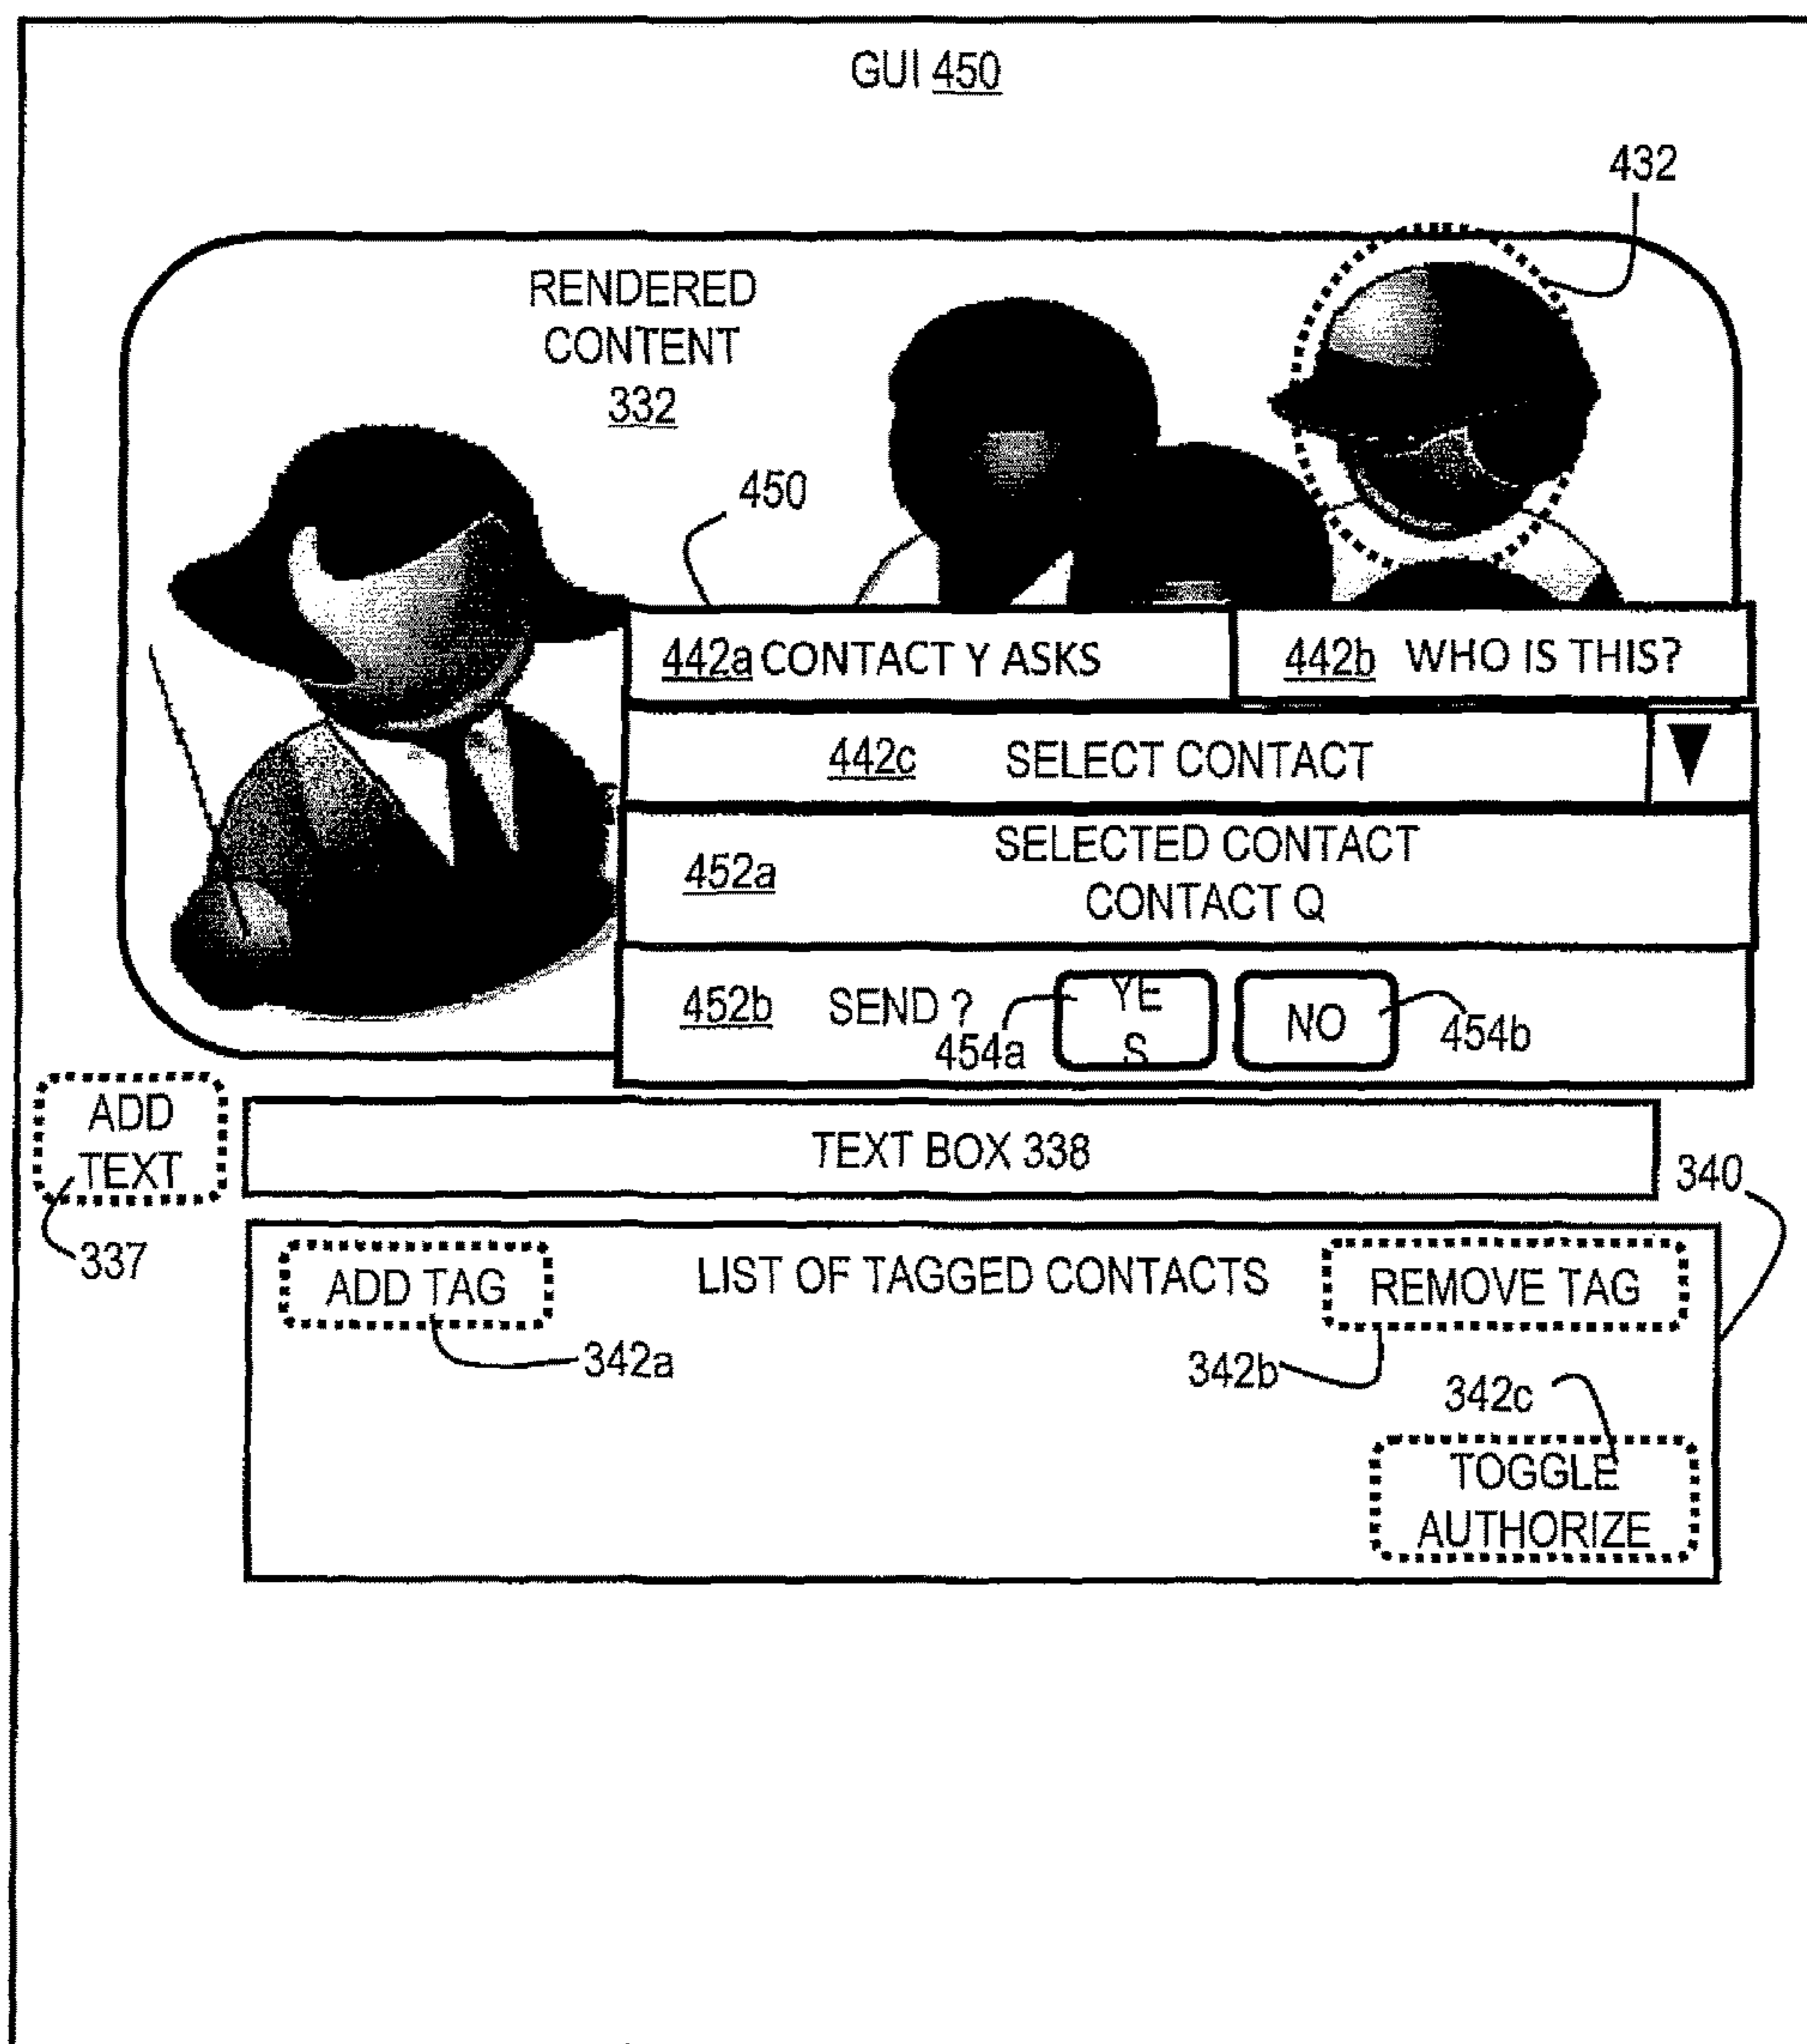 GUI 450
432
RENDERED
CONTENT
332
450
442a CONTACT Y ASKS
442b WHO IS THIS?
442c SELECT CONTACT
452a
SELECTED CONTACT
CONTACT Q
452b SEND ?
454a
YE
S
NO
454b
ADD
TEXT
337
TEXT BOX 338
340
ADD TAG
LIST OF TAGGED CONTACTS
REMOVE TAG
342a
342b
342c
TOGGLE
AUTHORIZE